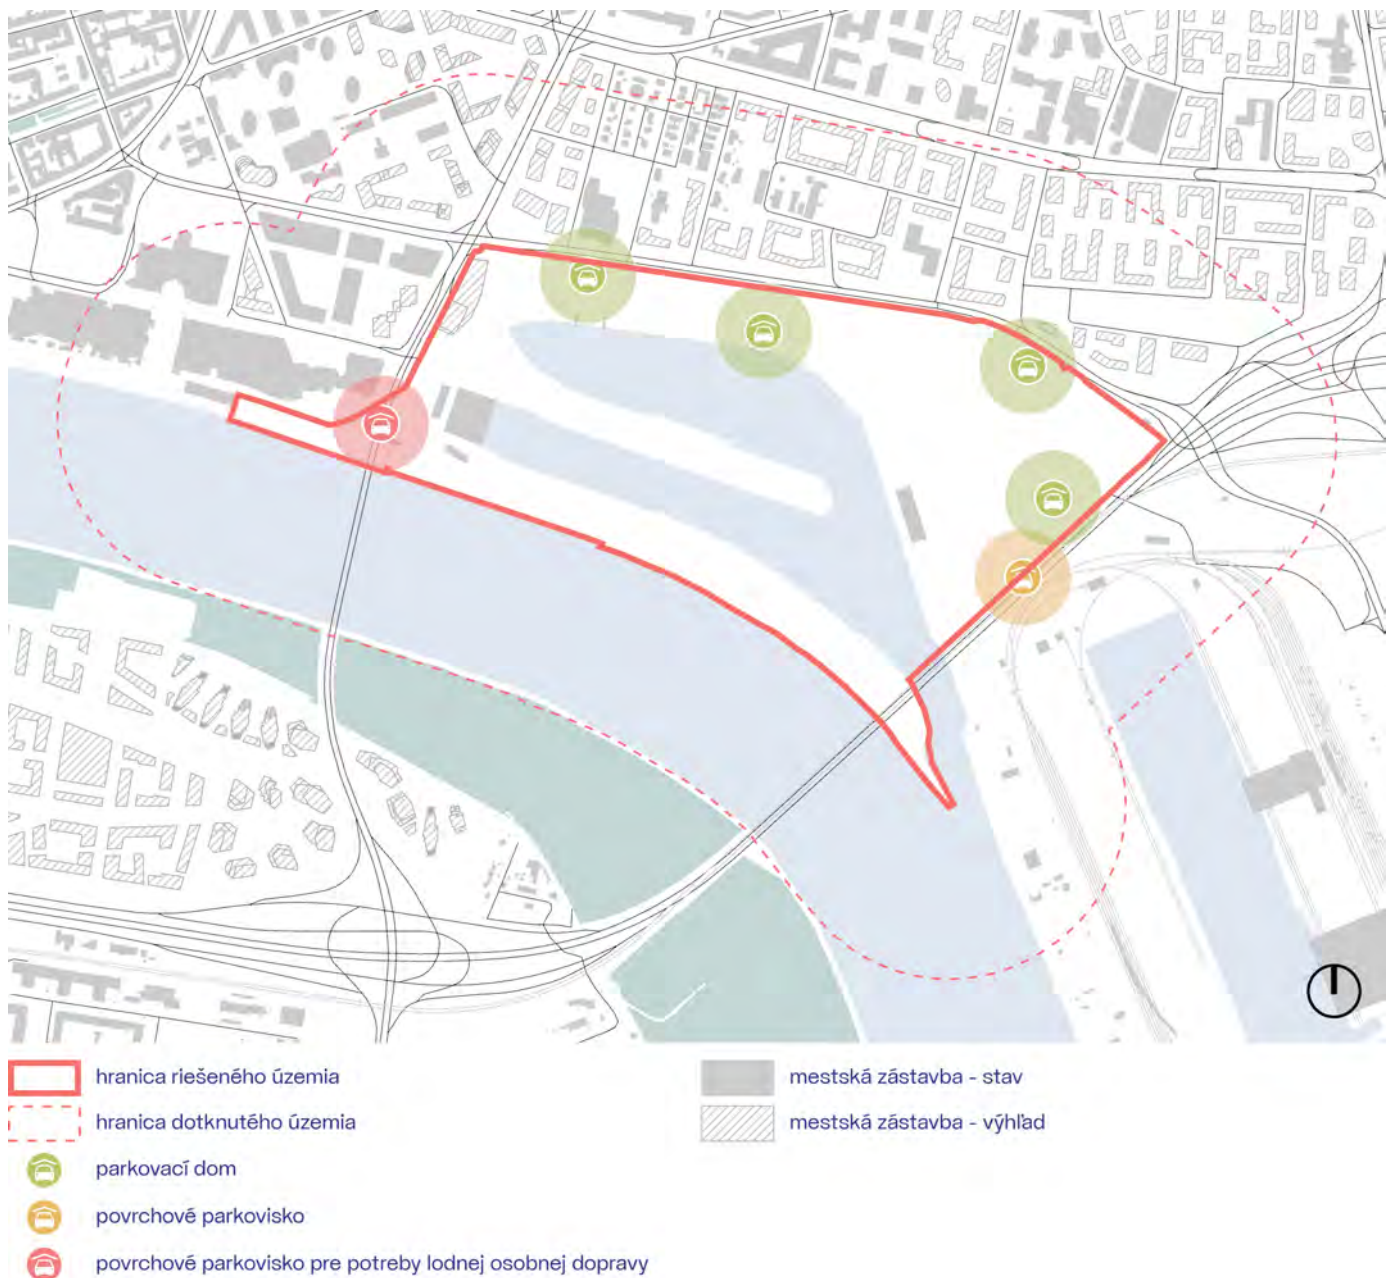 hranica riešeného územia
hranica dotknutého územia
parkovací dom
povrchové parkovisko
povrchové parkovisko pre potreby lodnej osobnej dopravy
mestská zástavba - stav
mestská zástavba - výhľad